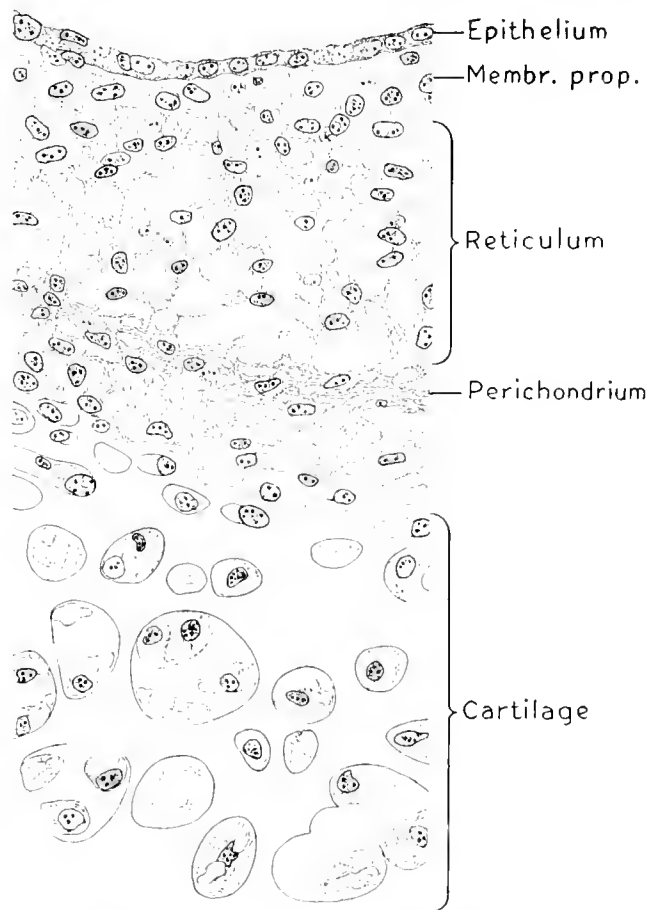 Epithelium
Membr. prop.
Reticulum
Perichondrium
Cartilage